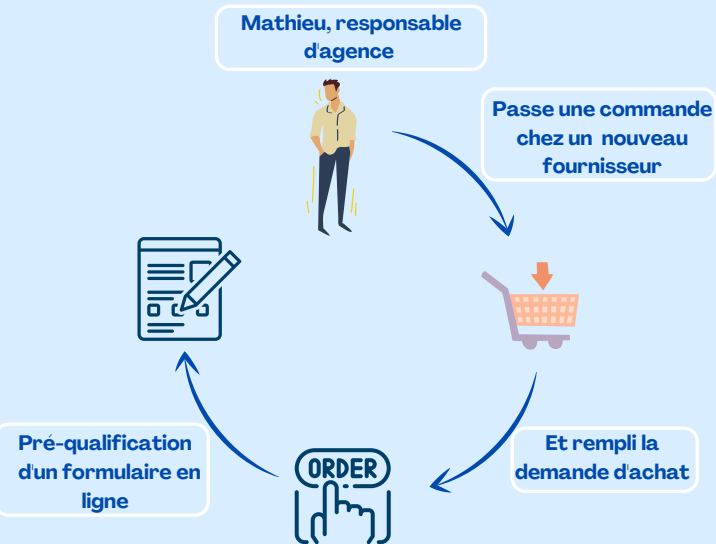 Mathieu, responsable
d'agence
Passe une commande
chez un nouveau
fournisseur
Et rempli la
demande d'achat
ORDER
Pré-qualification
d'un formulaire en
ligne